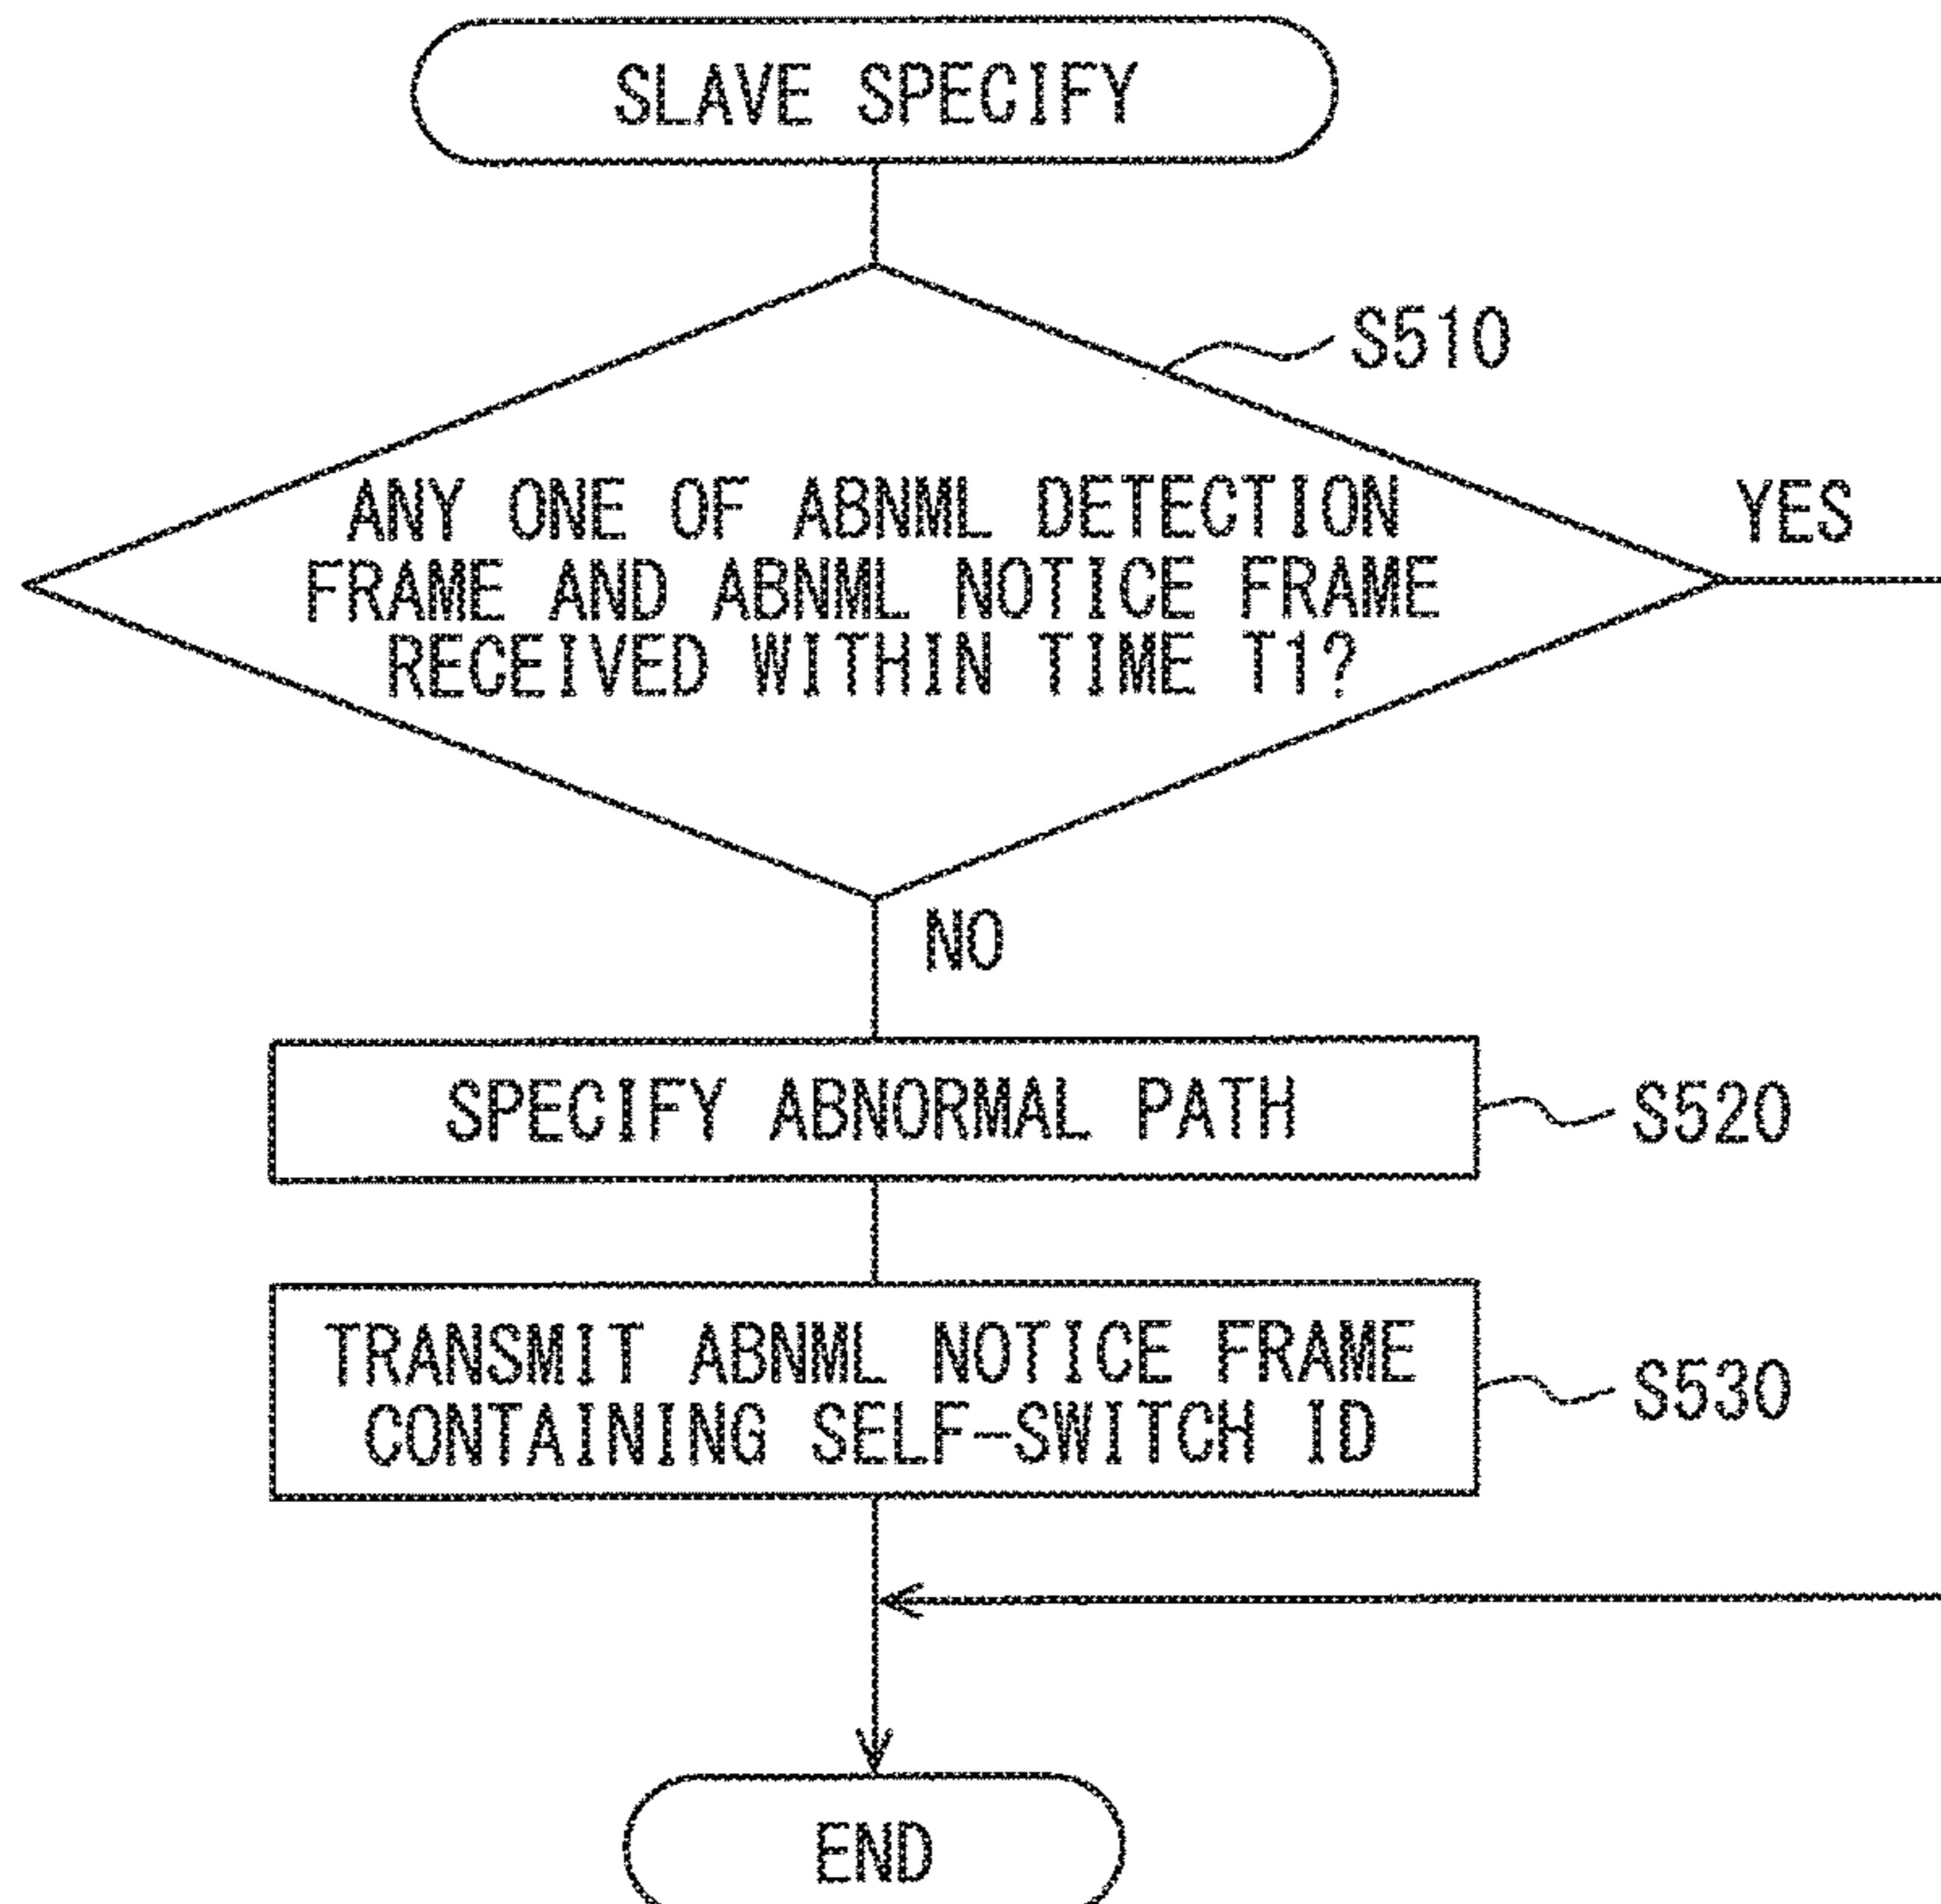 SLAVE SPECIFY
S510
ANY ONE OF ABNML DETECTION
FRAME AND ABNML NOTICE FRAME
RECEIVED WITHIN TIME T1?
YES
NO
SPECIFY ABNORMAL PATH
S520
TRANSMIT ABNML NOTICE FRAME
CONTAINING SELF-SWITCH ID
S530
END